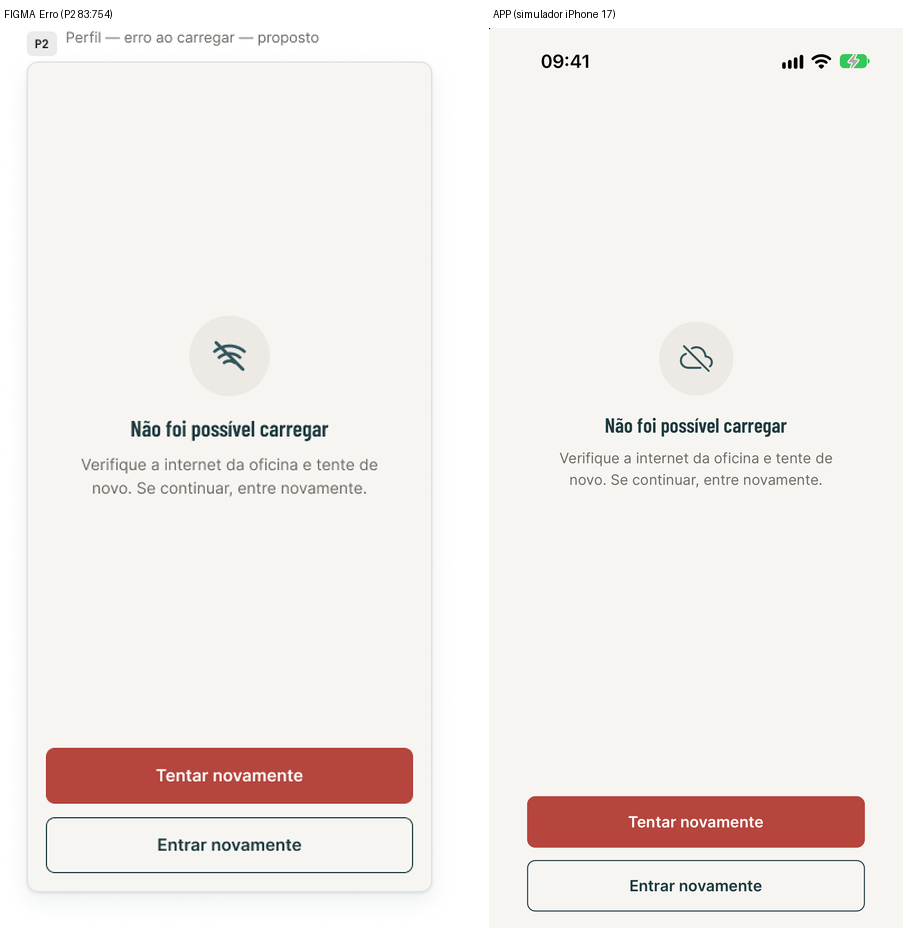 FIGMA Erro (P2 83:754)
P2
Perfil — erro ao carregar — proposto
Não foi possível carregar
Verifique a internet da oficina e tente de
novo. Se continuar, entre novamente.
Tentar novamente
Entrar novamente
APP (simulador iPhone 17)
09:41
Não foi possível carregar
Verifique a internet da oficina e tente de
novo. Se continuar, entre novamente.
Tentar novamente
Entrar novamente